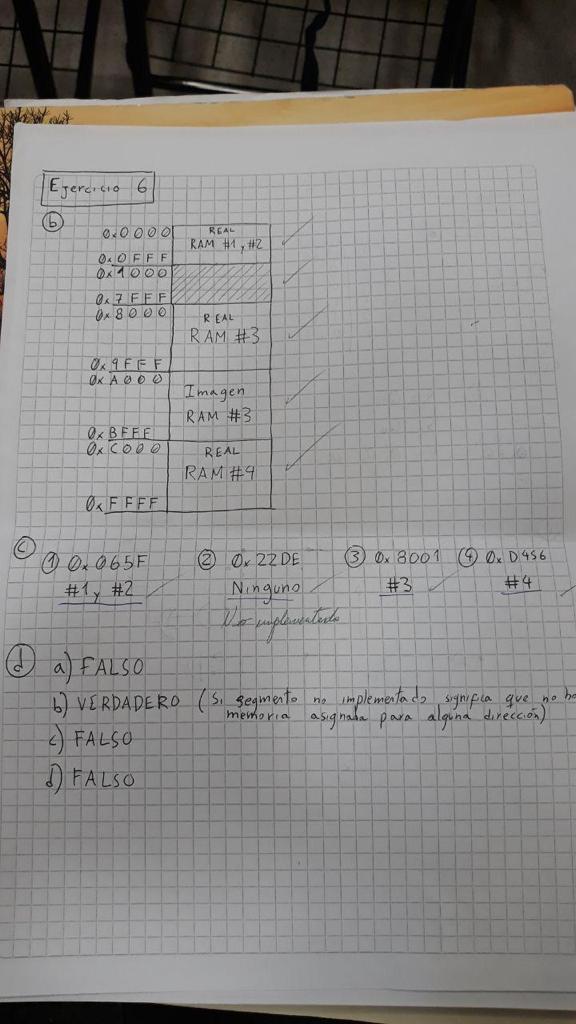 Ejercicio 6
b
0x0000 REAL
RAM #1 y #2
0x0FFF
0x1000
0x7FFF
0x8000 REAL
RAM #3
0x9FFF
0xA000 Imagen
RAM #3
0xBFFF
0xC000 REAL
RAM #4
0xFFFF
c 1 0x065F 2 0x22DE 3 0x8001 4 0xD456
#1 y #2 Ninguno #3 #4
No implementado
d a) FALSO
b) VERDADERO (Si segmento no implementado significa que no
memoria asignada para alguna dirección)
c) FALSO
d) FALSO